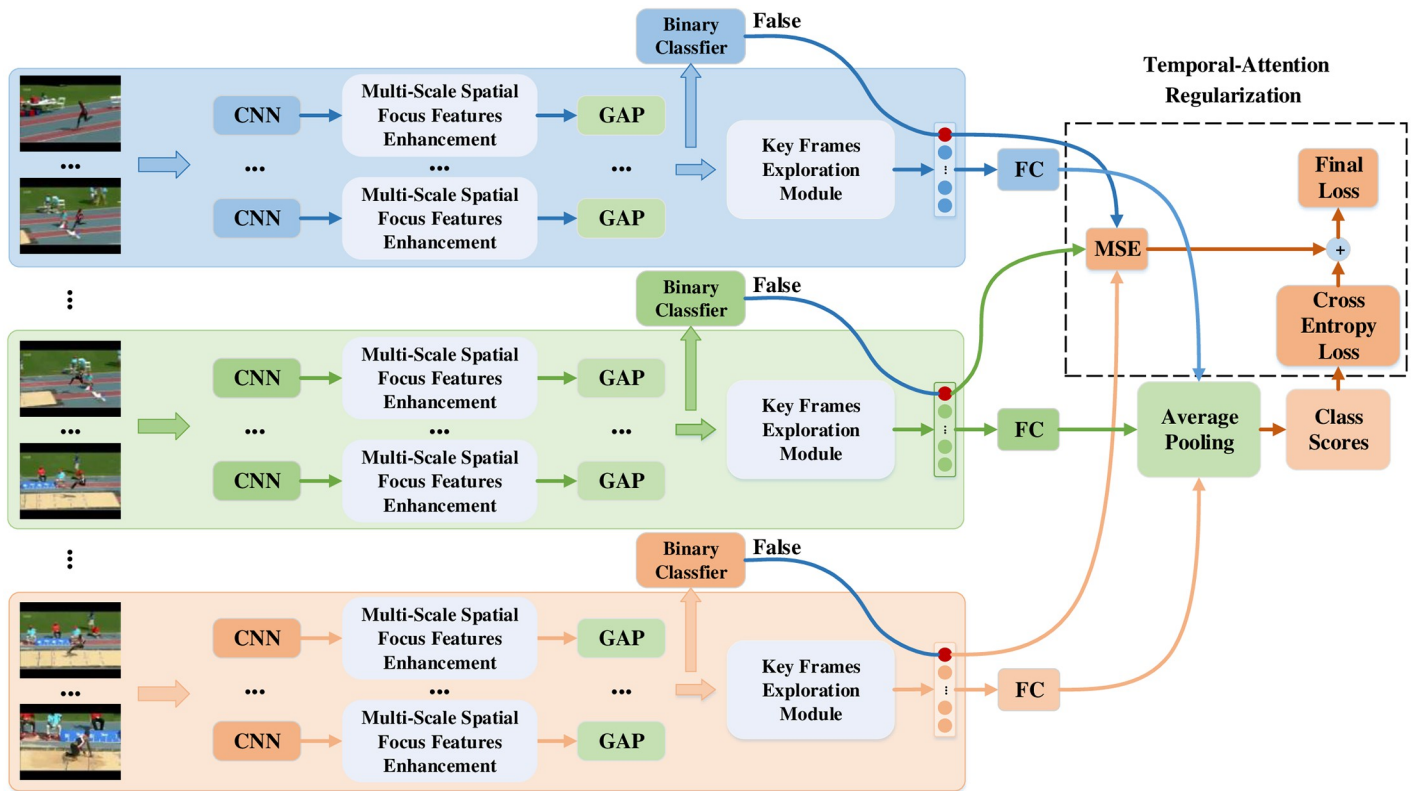 Binary
Classfier
False
Temporal-Attention
Regularization
CNN
Multi-Scale Spatial
Focus Features
Enhancement
GAP
...
...
...
...
CNN
Multi-Scale Spatial
Focus Features
Enhancement
GAP
Key Frames
Exploration
Module
...
FC
Final
Loss
MSE
+
Cross
Entropy
Loss
...
Binary
Classfier
False
CNN
Multi-Scale Spatial
Focus Features
Enhancement
GAP
...
...
...
...
CNN
Multi-Scale Spatial
Focus Features
Enhancement
GAP
Key Frames
Exploration
Module
...
FC
Average
Pooling
Class
Scores
...
Binary
Classfier
False
CNN
Multi-Scale Spatial
Focus Features
Enhancement
GAP
...
...
...
...
CNN
Multi-Scale Spatial
Focus Features
Enhancement
GAP
Key Frames
Exploration
Module
...
FC